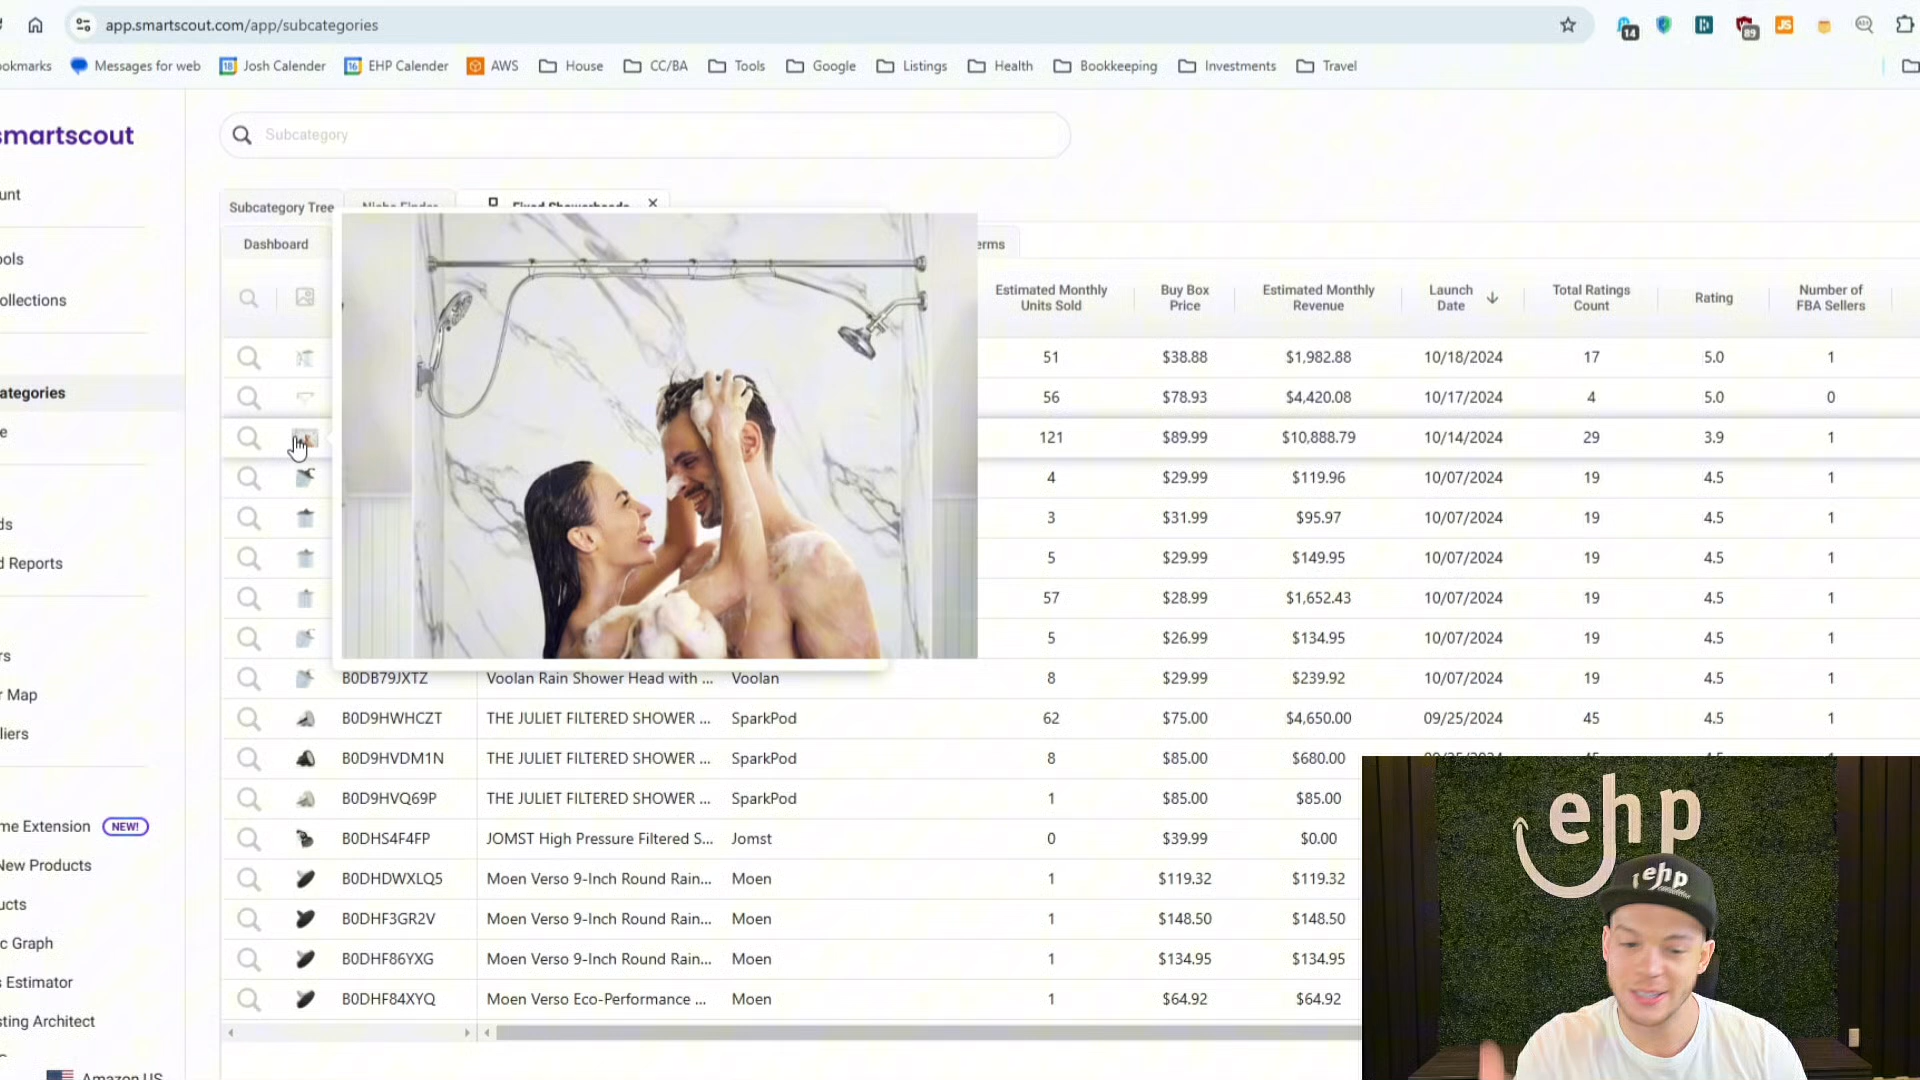 app.smartscout.com/app/subcategories
14
89
JS
okmarks
Messages for web
Josh Calender
EHP Calender
AWS
House
CC/BA
Tools
Google
Listings
Health
Bookkeeping
Investments
Travel
smartscout
Subcategory
unt
ools
ollections
ategories
e
ds
d Reports
rs
r Map
liers
me Extension NEW!
New Products
ucts
c Graph
s Estimator
sting Architect
Amazon US
Subcategory Tree
Niche Finder
Fixed Showerheads
Dashboard
erms
Estimated Monthly Units Sold
Buy Box Price
Estimated Monthly Revenue
Launch Date
Total Ratings Count
Rating
Number of FBA Sellers
51 $38.88 $1,982.88 10/18/2024 17 5.0 1
56 $78.93 $4,420.08 10/17/2024 4 5.0 0
121 $89.99 $10,888.79 10/14/2024 29 3.9 1
4 $29.99 $119.96 10/07/2024 19 4.5 1
3 $31.99 $95.97 10/07/2024 19 4.5 1
5 $29.99 $149.95 10/07/2024 19 4.5 1
57 $28.99 $1,652.43 10/07/2024 19 4.5 1
5 $26.99 $134.95 10/07/2024 19 4.5 1
B0DB79JXTZ Voolan Rain Shower Head with ... Voolan 8 $29.99 $239.92 10/07/2024 19 4.5 1
B0D9HWHCZT THE JULIET FILTERED SHOWER ... SparkPod 62 $75.00 $4,650.00 09/25/2024 45 4.5 1
B0D9HVDM1N THE JULIET FILTERED SHOWER ... SparkPod 8 $85.00 $680.00
B0D9HVQ69P THE JULIET FILTERED SHOWER ... SparkPod 1 $85.00 $85.00
B0DHS4F4FP JOMST High Pressure Filtered S... Jomst 0 $39.99 $0.00
B0DHDWXLQ5 Moen Verso 9-Inch Round Rain... Moen 1 $119.32 $119.32
B0DHF3GR2V Moen Verso 9-Inch Round Rain... Moen 1 $148.50 $148.50
B0DHF86YXG Moen Verso 9-Inch Round Rain... Moen 1 $134.95 $134.95
B0DHF84XYQ Moen Verso Eco-Performance ... Moen 1 $64.92 $64.92
ehp
ehp